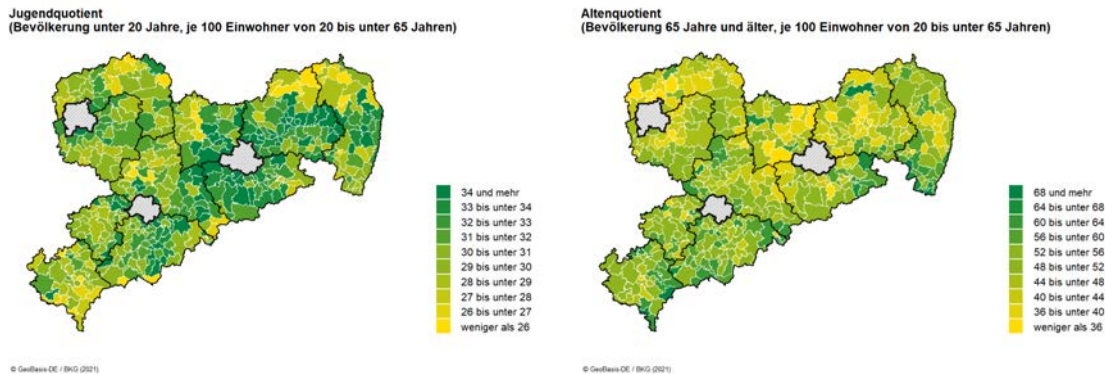 Jugendquotient
(Bevölkerung unter 20 Jahre, je 100 Einwohner von 20 bis unter 65 Jahren)
34 und mehr
33 bis unter 34
32 bis unter 33
31 bis unter 32
30 bis unter 31
29 bis unter 30
28 bis unter 29
27 bis unter 28
26 bis unter 27
weniger als 26
© GeoBasis-DE / BKG (2021)
Altenquotient
(Bevölkerung 65 Jahre und älter, je 100 Einwohner von 20 bis unter 65 Jahren)
68 und mehr
64 bis unter 68
60 bis unter 64
56 bis unter 60
52 bis unter 56
48 bis unter 52
44 bis unter 48
40 bis unter 44
36 bis unter 40
weniger als 36
© GeoBasis-DE / BKG (2021)